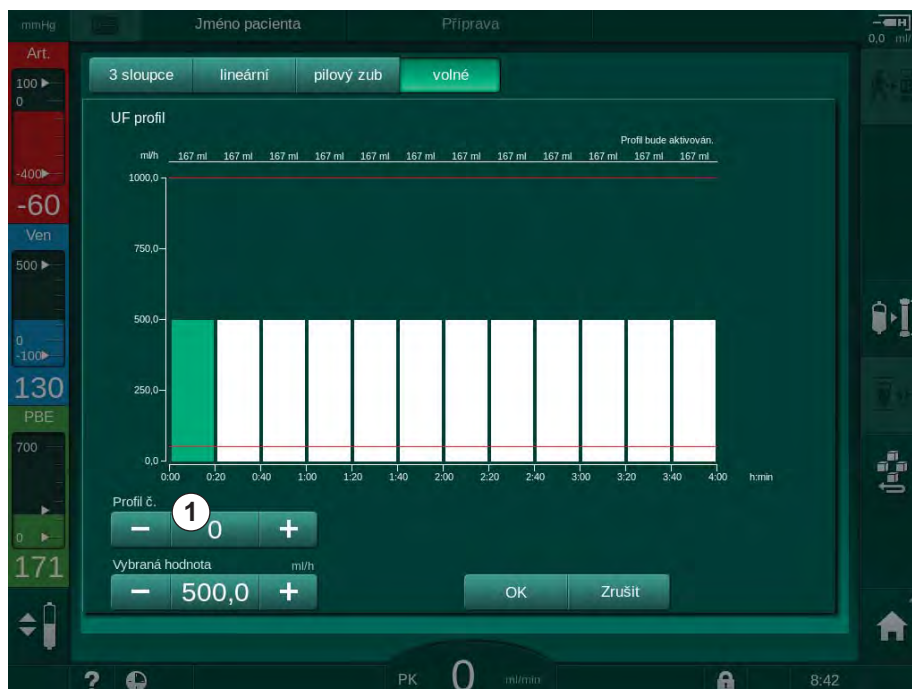 mmHg Jméno pacienta Příprava
0,0 ml/
Art.
3 sloupce lineární pilový zub volné
100
0
-400
-60
UF profil
Profil bude aktivován.
ml/h 167 ml 167 ml 167 ml 167 ml 167 ml 167 ml 167 ml 167 ml 167 ml 167 ml 167 ml 167 ml
1000,0
750,0
500,0
250,0
0,0
0:00 0:20 0:40 1:00 1:20 1:40 2:00 2:20 2:40 3:00 3:20 3:40 4:00 h:min
Ven
500
0
-100
130
PBE
700
0
171
Profil č.
1
− 0 +
Vybraná hodnota ml/h
− 500,0 +
OK Zrušit
? PK 0 ml/min 8:42